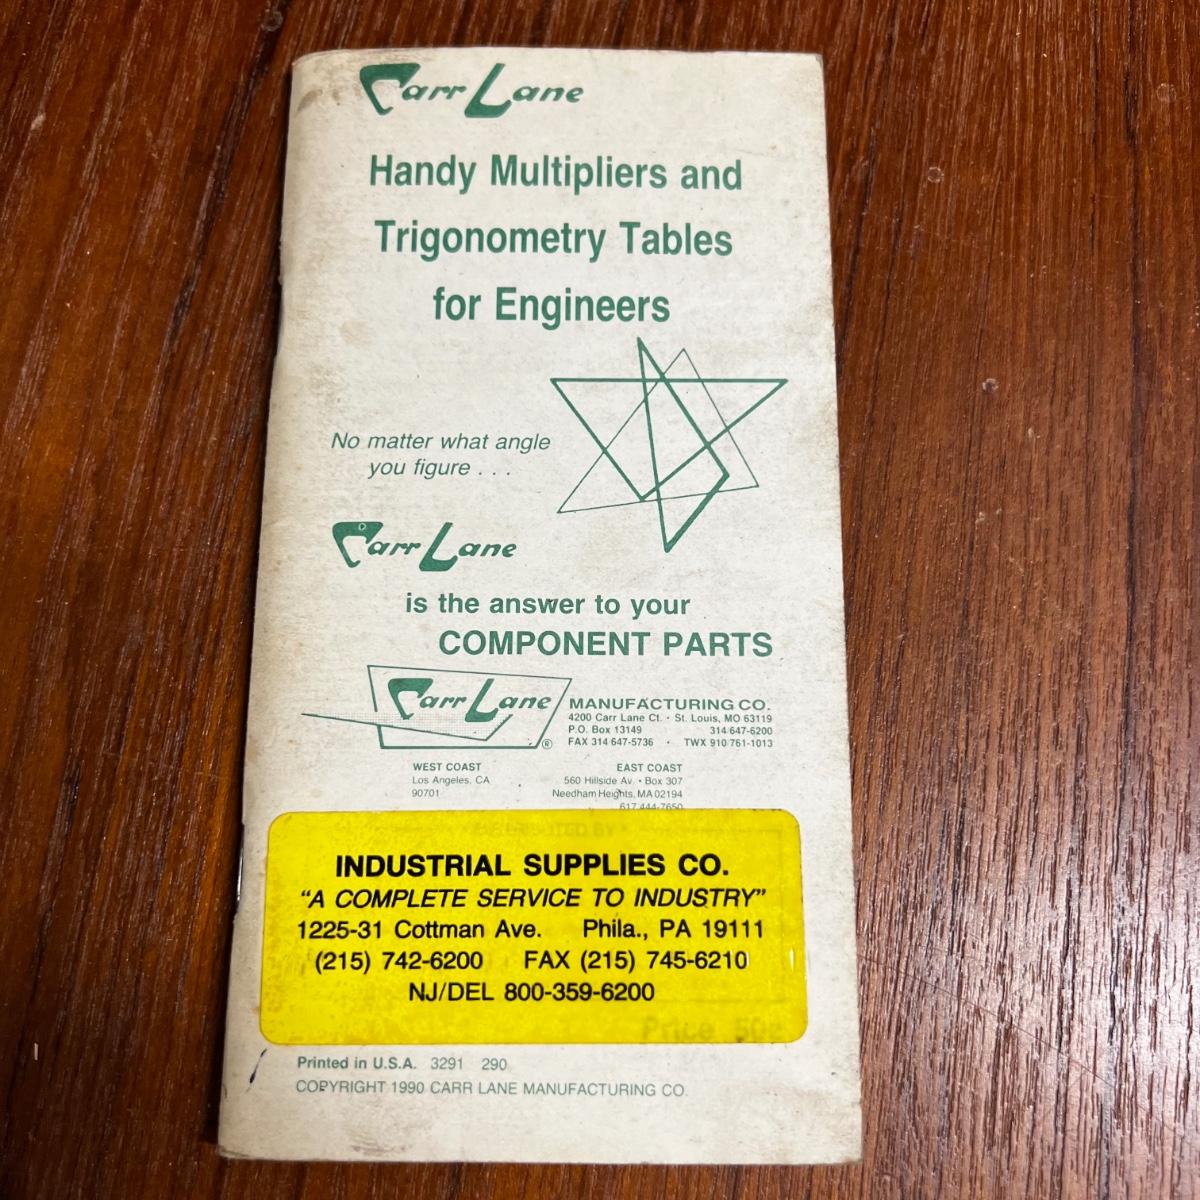 Carr Lane
Handy Multipliers and
Trigonometry Tables
for Engineers
No matter what angle
you figure . . .
Carr Lane
is the answer to your
COMPONENT PARTS
Carr Lane ®
MANUFACTURING CO.
4200 Carr Lane Ct. • St. Louis, MO 63119
P.O. Box 13149 314 647-6200
FAX 314 647-5736 • TWX 910 761-1013
WEST COAST
Los Angeles, CA
90701
EAST COAST
560 Hillside Av. • Box 307
Needham Heights, MA 02194
617 444-7650
INDUSTRIAL SUPPLIES CO.
“A COMPLETE SERVICE TO INDUSTRY”
1225-31 Cottman Ave. Phila., PA 19111
(215) 742-6200 FAX (215) 745-6210
NJ/DEL 800-359-6200
Price 50¢
Printed in U.S.A. 3291 290
COPYRIGHT 1990 CARR LANE MANUFACTURING CO.